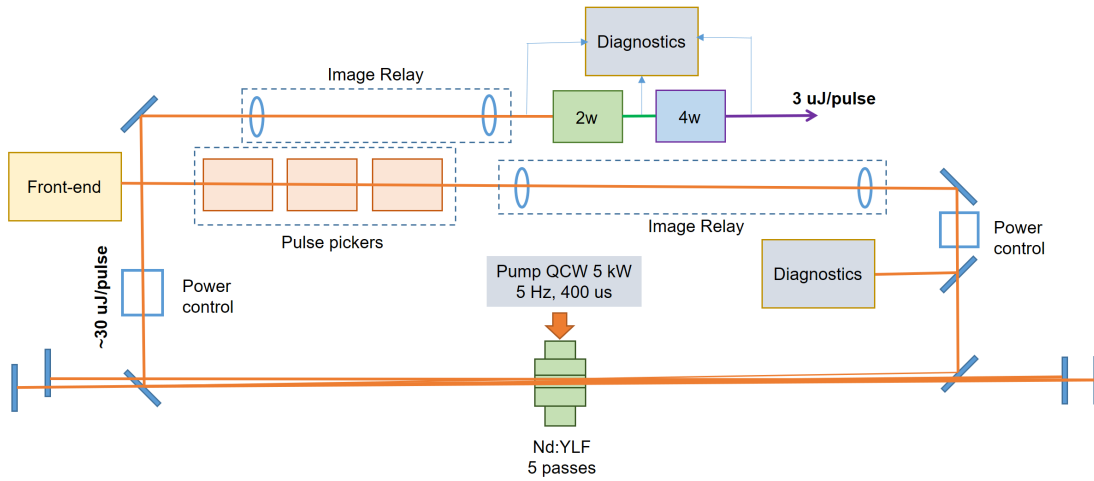 Diagnostics
Image Relay
2w
4w
3 uJ/pulse
Front-end
Pulse pickers
Image Relay
Power
control
Diagnostics
~30 uJ/pulse
Power
control
Pump QCW 5 kW
5 Hz, 400 us
Nd:YLF
5 passes